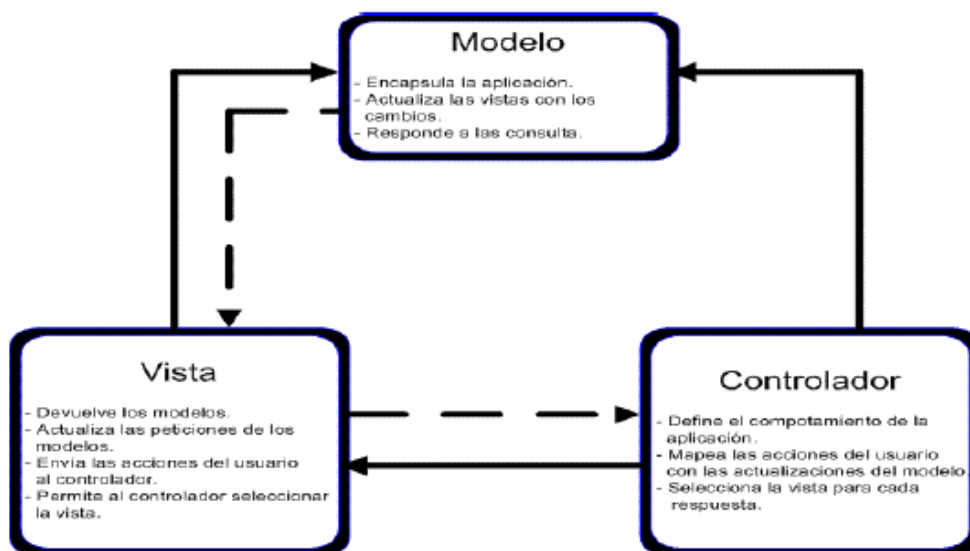 Modelo
- Encapsula la aplicación.
- Actualiza las vistas con los
cambios.
- Responde a las consulta.
Vista
- Devuelve los modelos.
- Actualiza las peticiones de los
modelos.
- Envía las acciones del usuario
al controlador.
- Permite al controlador seleccionar
la vista.
Controlador
- Define el compotamiento de la
aplicación.
- Mapea las acciones del usuario
con las actualizaciones del modelo.
- Selecciona la vista para cada
respuesta.